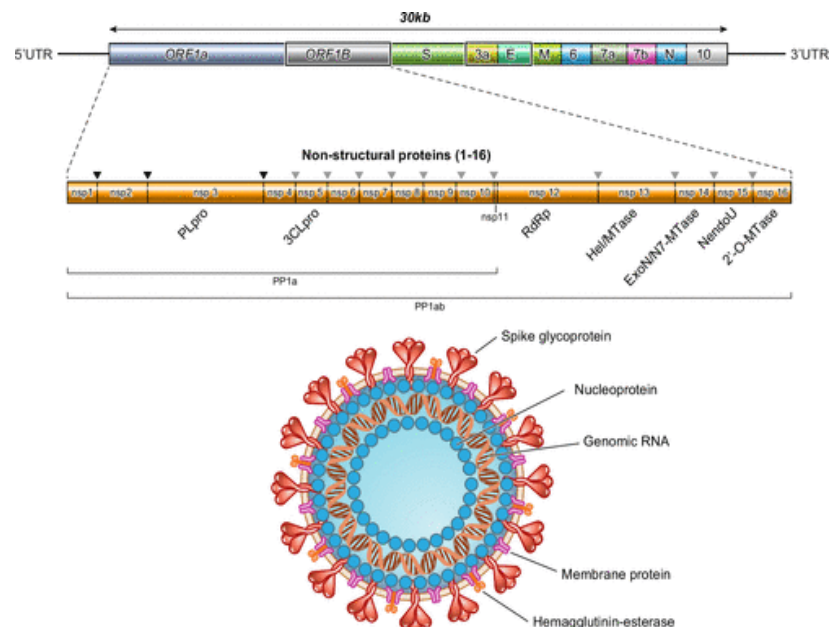 30kb
5'UTR ORF1a ORF1B S 3a E M 6 7a 7b N 10 3'UTR
Non-structural proteins (1-16)
nsp1 nsp2 nsp 3 nsp 4 nsp 5 nsp 6 nsp 7 nsp 8 nsp 9 nsp 10 nsp 12 nsp 13 nsp 14 nsp 15 nsp 16
nsp11
PLpro 3CLpro RdRp Hel/MTase ExoN/N7-MTase NendoU 2'-O-MTase
PP1a
PP1ab
Spike glycoprotein
Nucleoprotein
Genomic RNA
Membrane protein
Hemagglutinin-esterase